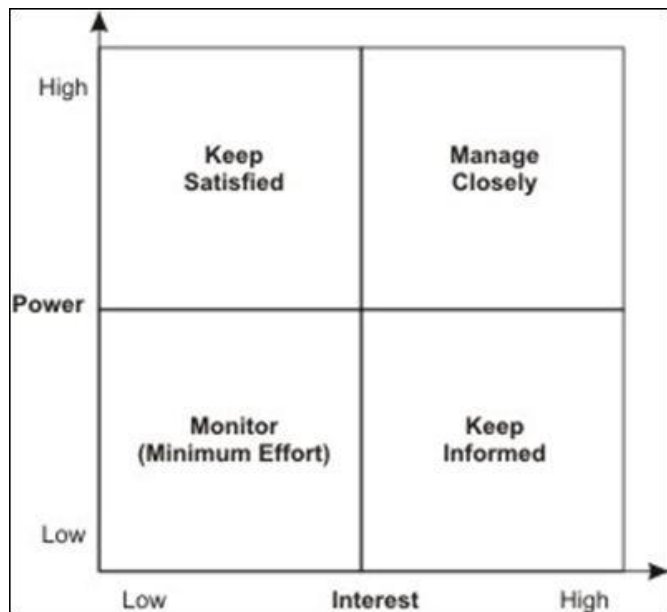 High
Keep
Satisfied
Manage
Closely
Power
Monitor
(Minimum Effort)
Keep
Informed
Low
Low
Interest
High